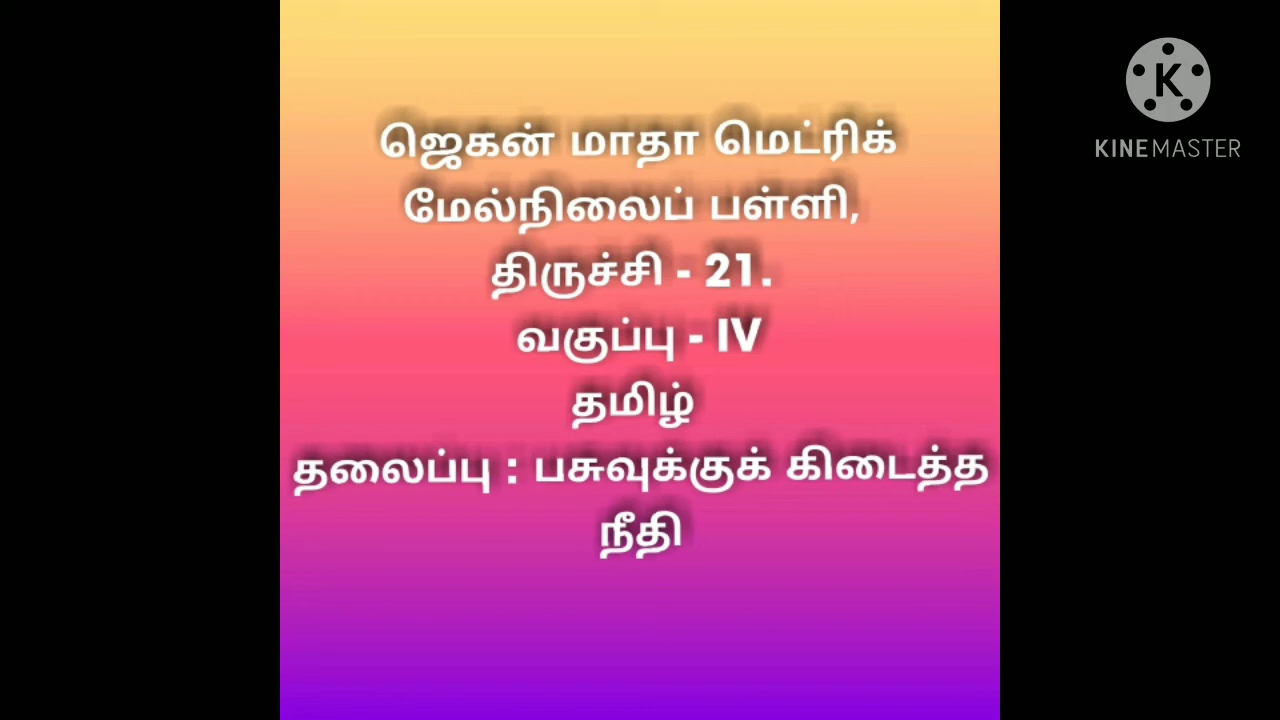 ஜெகன் மாதா மெட்ரிக்
மேல்நிலைப் பள்ளி,
திருச்சி - 21.
வகுப்பு - IV
தமிழ்
தலைப்பு : பசுவுக்குக் கிடைத்த
நீதி
K
KINEMASTER